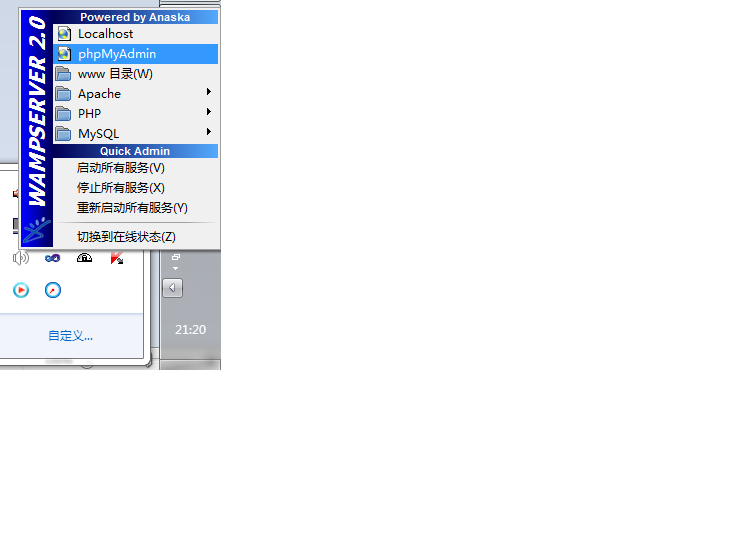 WAMPSERVER 2.0
Powered by Anaska
Localhost
phpMyAdmin
www 目录(W)
Apache
PHP
MySQL
Quick Admin
启动所有服务(V)
停止所有服务(X)
重新启动所有服务(Y)
切换到在线状态(Z)
21:20
自定义...